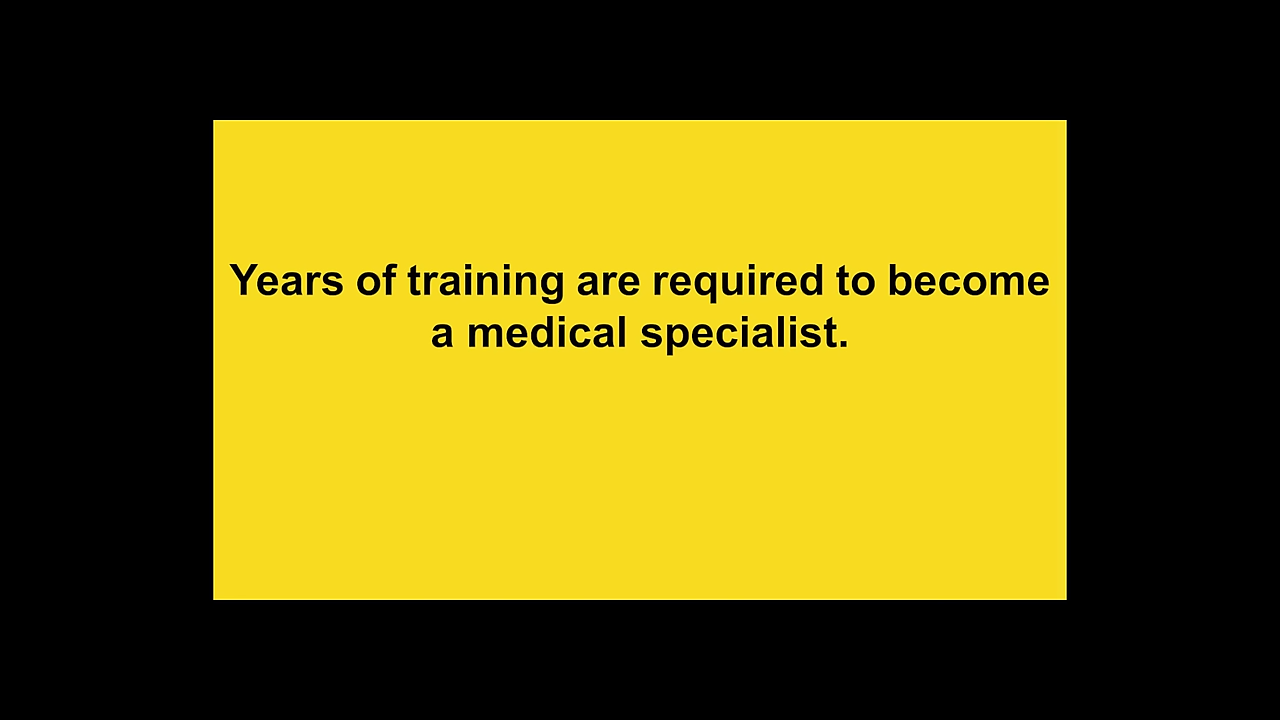 Years of training are required to become
a medical specialist.